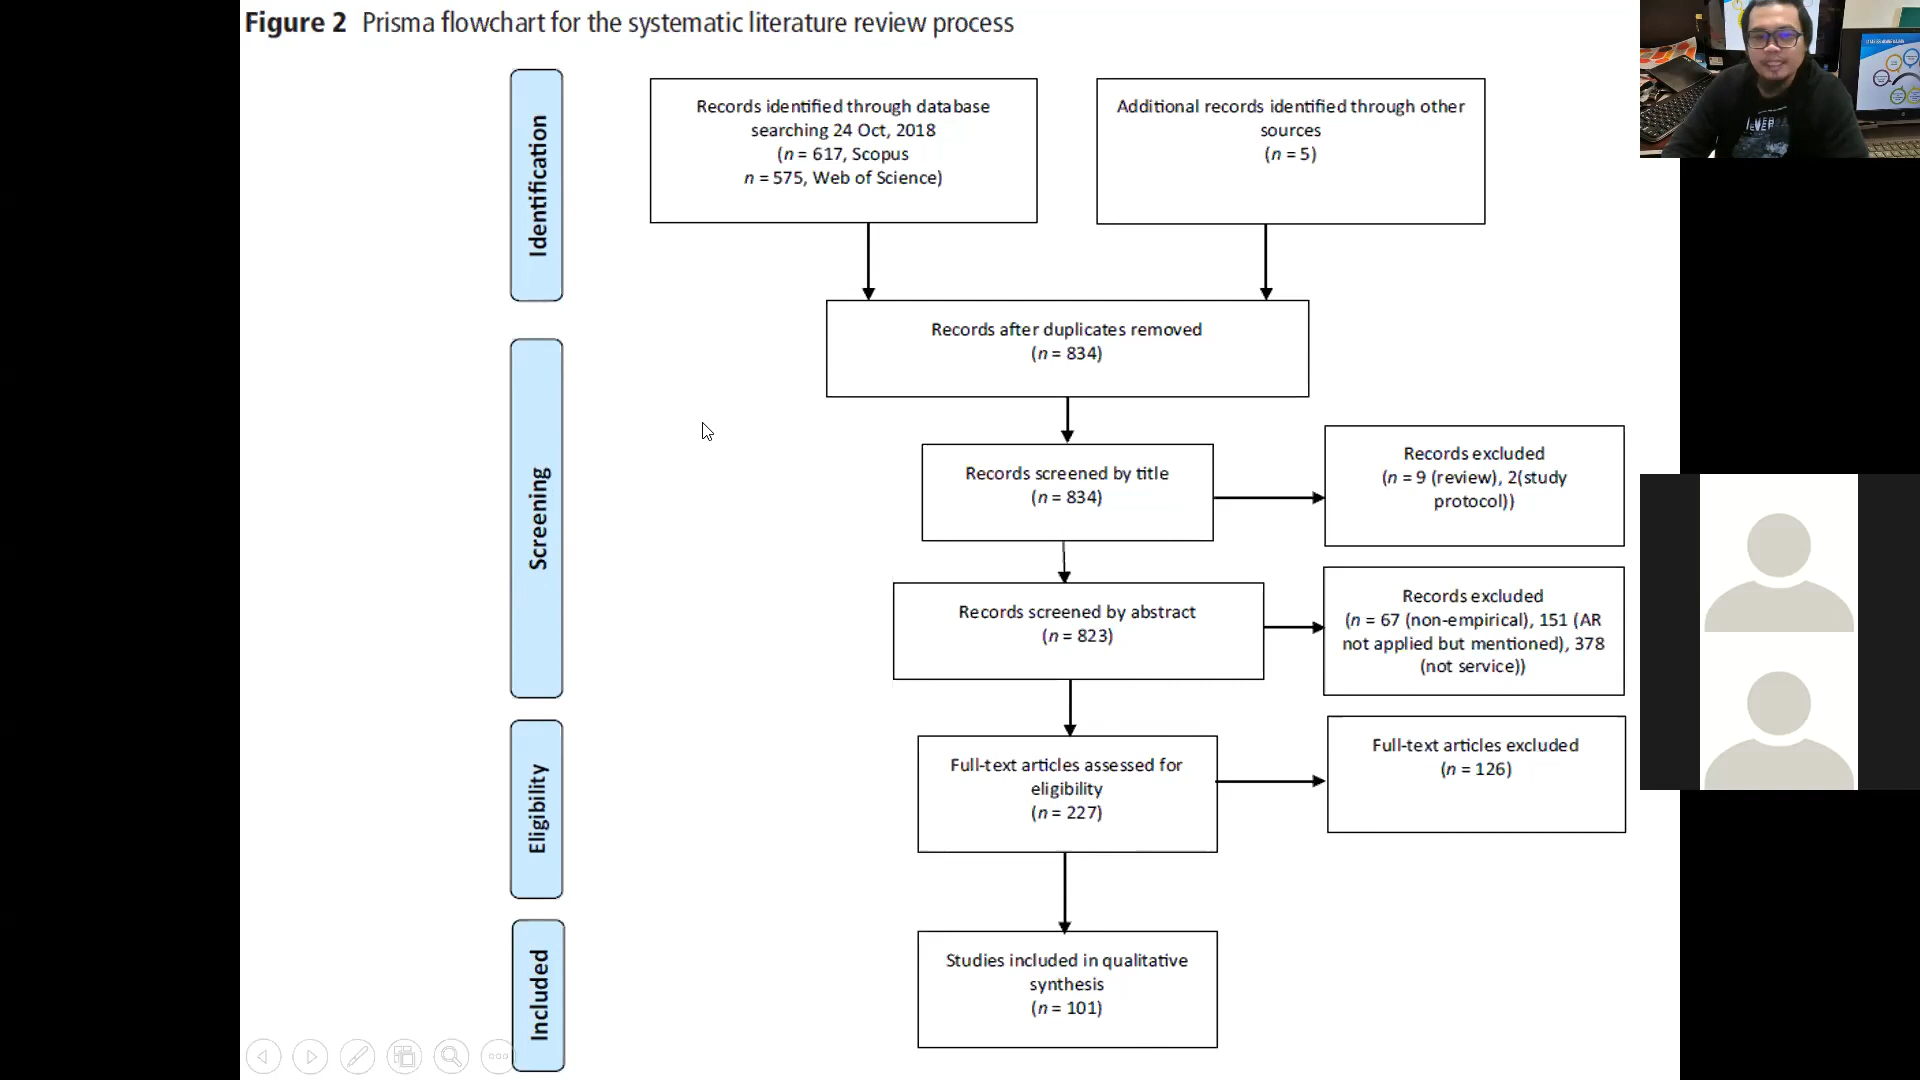 Figure 2 Prisma flowchart for the systematic literature review process
Identification
Records identified through database
searching 24 Oct, 2018
(n = 617, Scopus
n = 575, Web of Science)
Additional records identified through other
sources
(n = 5)
Records after duplicates removed
(n = 834)
Screening
Records screened by title
(n = 834)
Records excluded
(n = 9 (review), 2(study
protocol))
Records screened by abstract
(n = 823)
Records excluded
(n = 67 (non-empirical), 151 (AR
not applied but mentioned), 378
(not service))
Eligibility
Full-text articles assessed for
eligibility
(n = 227)
Full-text articles excluded
(n = 126)
Included
Studies included in qualitative
synthesis
(n = 101)